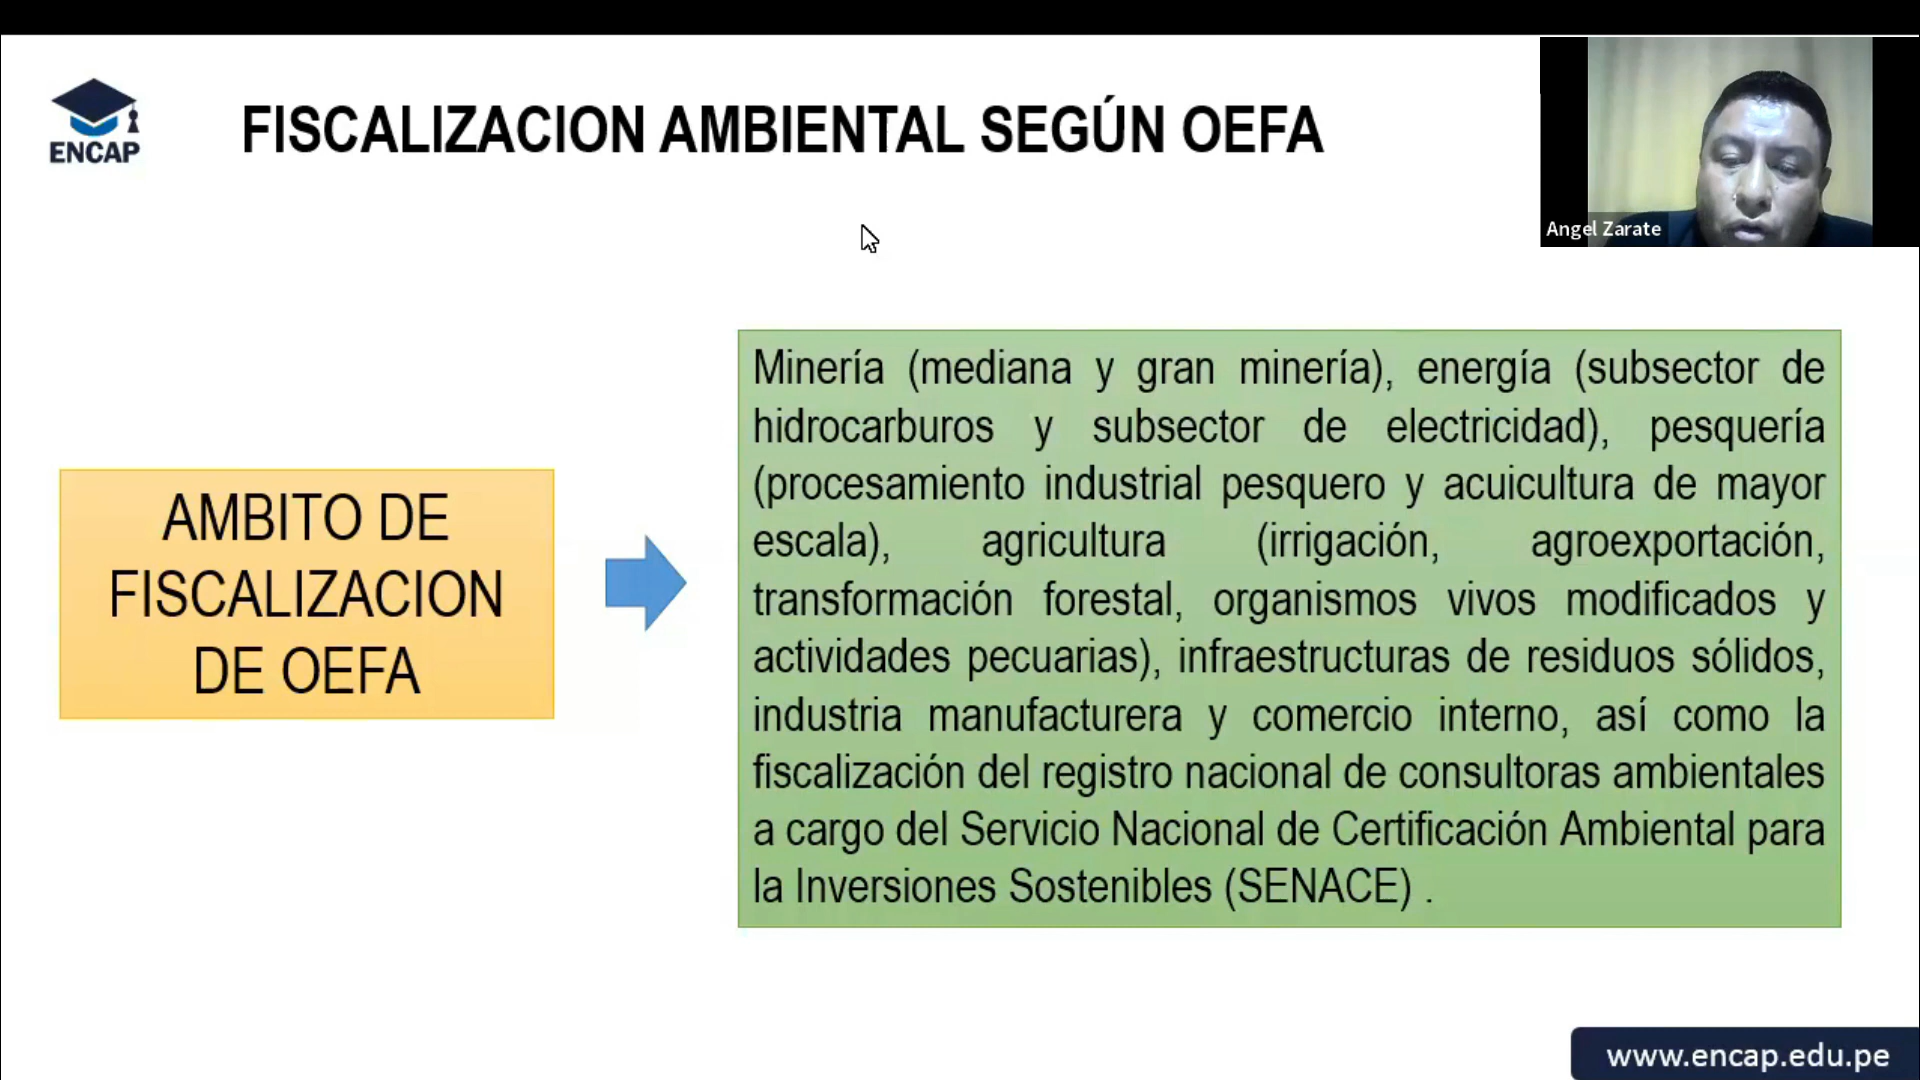 ENCAP
FISCALIZACION AMBIENTAL SEGÚN OEFA
Angel Zarate
AMBITO DE
FISCALIZACION
DE OEFA
Minería (mediana y gran minería), energía (subsector de
hidrocarburos y subsector de electricidad), pesquería
(procesamiento industrial pesquero y acuicultura de mayor
escala), agricultura (irrigación, agroexportación,
transformación forestal, organismos vivos modificados y
actividades pecuarias), infraestructuras de residuos sólidos,
industria manufacturera y comercio interno, así como la
fiscalización del registro nacional de consultoras ambientales
a cargo del Servicio Nacional de Certificación Ambiental para
la Inversiones Sostenibles (SENACE) .
www.encap.edu.pe